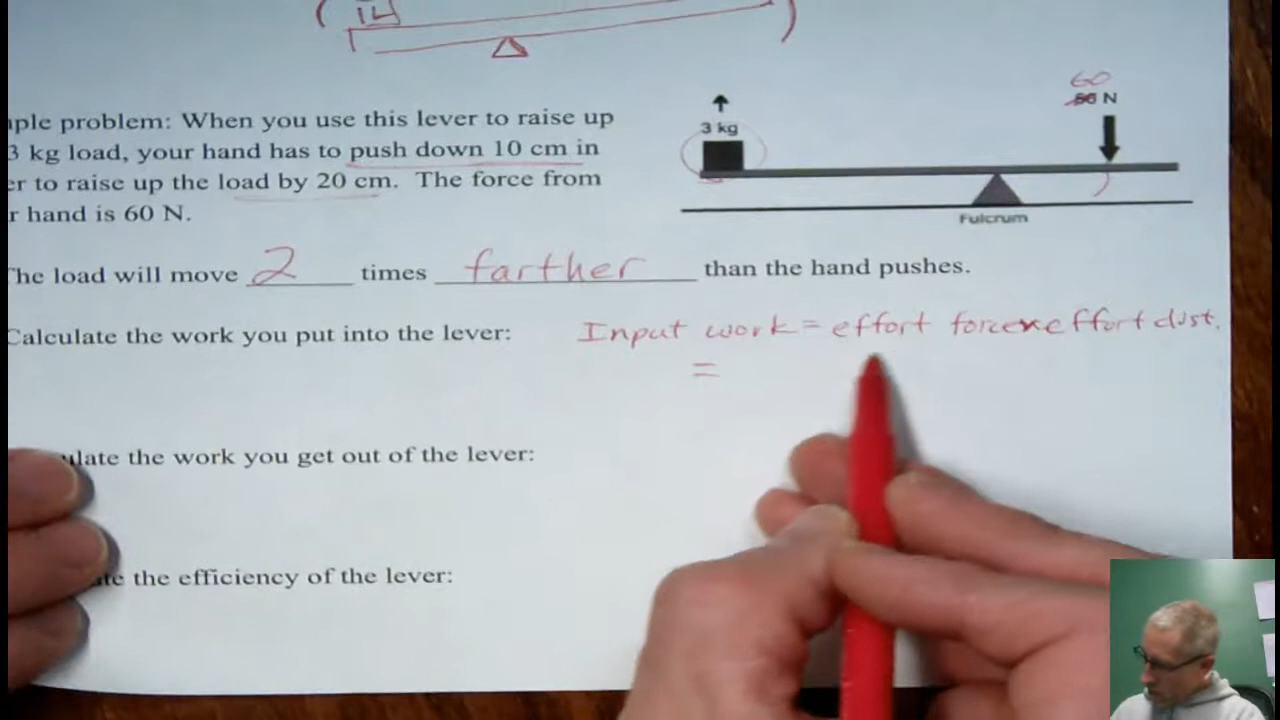 14
60
50 N
3 kg
Fulcrum
ple problem: When you use this lever to raise up
3 kg load, your hand has to push down 10 cm in
er to raise up the load by 20 cm. The force from
r hand is 60 N.
The load will move 2 times farther than the hand pushes.
Calculate the work you put into the lever: Input work = effort force x effort dist.
=
ulate the work you get out of the lever:
te the efficiency of the lever: